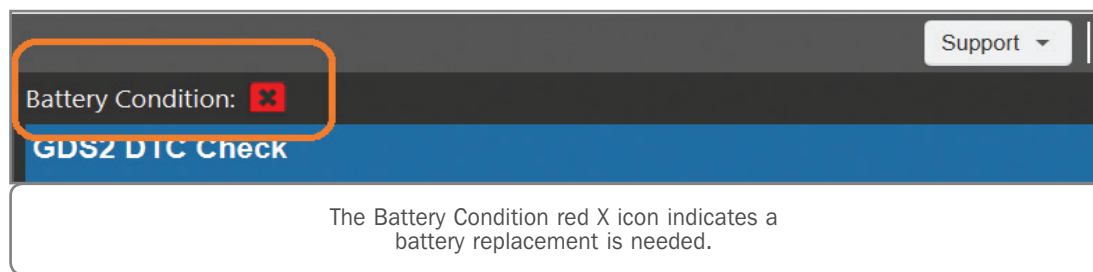 Support
Battery Condition:
GDS2 DTC Check
The Battery Condition red X icon indicates a
battery replacement is needed.